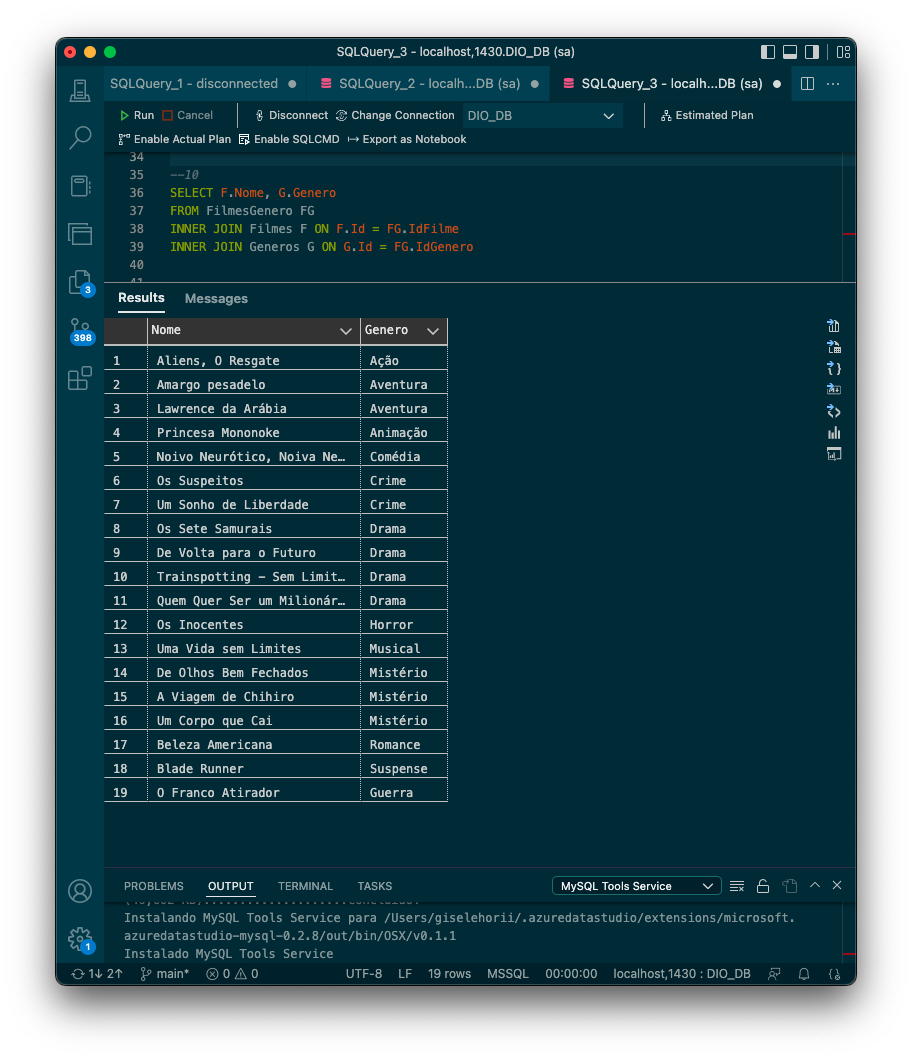 SQLQuery_3 - localhost,1430.DIO_DB (sa)
SQLQuery_1 - disconnected
SQLQuery_2 - localh...DB (sa)
SQLQuery_3 - localh...DB (sa)
Run Cancel Disconnect Change Connection DIO_DB Estimated Plan
Enable Actual Plan Enable SQLCMD Export as Notebook
34
35 --10
36 SELECT F.Nome, G.Genero
37 FROM FilmesGenero FG
38 INNER JOIN Filmes F ON F.Id = FG.IdFilme
39 INNER JOIN Generos G ON G.Id = FG.IdGenero
40
41
3
398
Results Messages
Nome Genero
1 Aliens, O Resgate Ação
2 Amargo pesadelo Aventura
3 Lawrence da Arábia Aventura
4 Princesa Mononoke Animação
5 Noivo Neurótico, Noiva Ne… Comédia
6 Os Suspeitos Crime
7 Um Sonho de Liberdade Crime
8 Os Sete Samurais Drama
9 De Volta para o Futuro Drama
10 Trainspotting - Sem Limit… Drama
11 Quem Quer Ser um Milionár… Drama
12 Os Inocentes Horror
13 Uma Vida sem Limites Musical
14 De Olhos Bem Fechados Mistério
15 A Viagem de Chihiro Mistério
16 Um Corpo que Cai Mistério
17 Beleza Americana Romance
18 Blade Runner Suspense
19 O Franco Atirador Guerra
PROBLEMS OUTPUT TERMINAL TASKS MySQL Tools Service
Instalando MySQL Tools Service para /Users/giselehorii/.azuredatastudio/extensions/microsoft.
azuredatastudio-mysql-0.2.8/out/bin/OSX/v0.1.1
Instalado MySQL Tools Service
1
1↓ 2↑ main* 0 0 UTF-8 LF 19 rows MSSQL 00:00:00 localhost,1430 : DIO_DB